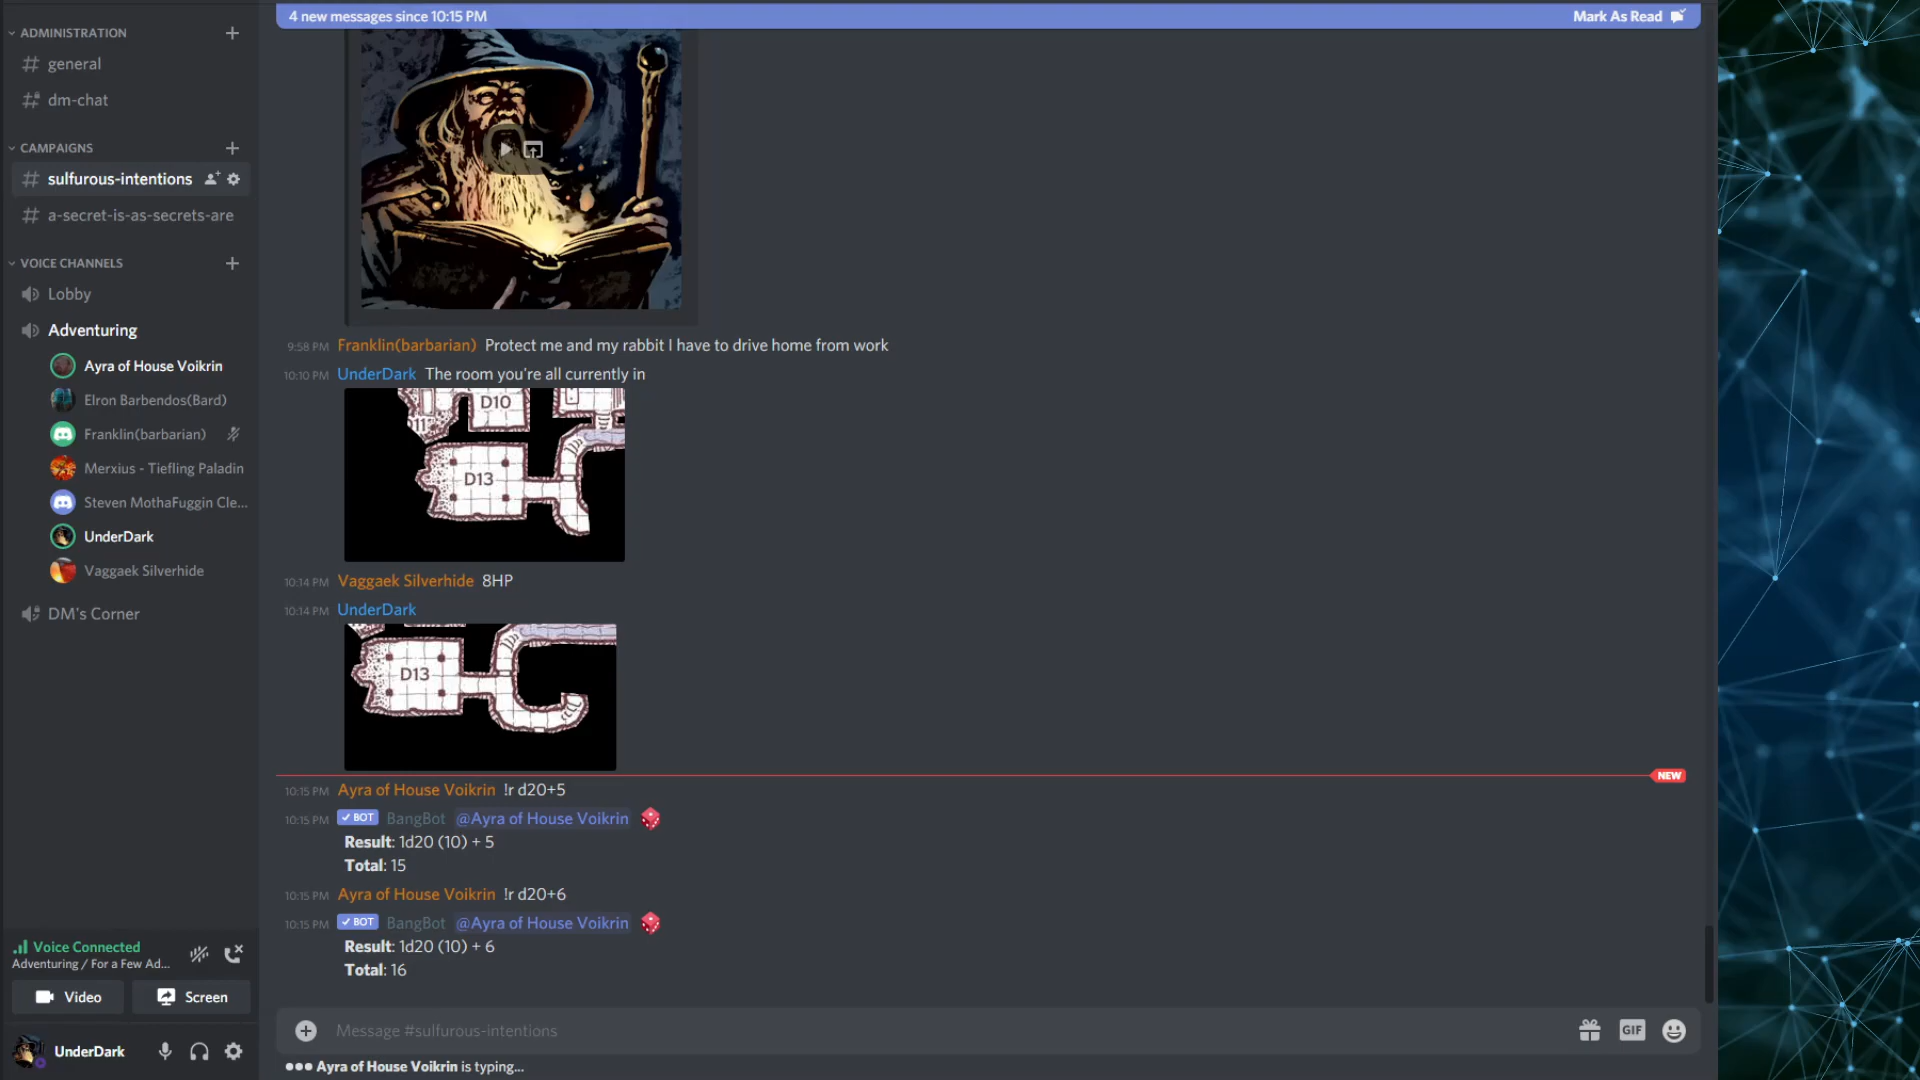 ADMINISTRATION
general
dm-chat
CAMPAIGNS
sulfurous-intentions
a-secret-is-as-secrets-are
VOICE CHANNELS
Lobby
Adventuring
Ayra of House Voikrin
Elron Barbendos(Bard)
Franklin(barbarian)
Merxius - Tiefling Paladin
Steven MothaFuggin Cle...
UnderDark
Vaggaek Silverhide
DM's Corner
Voice Connected
Adventuring / For a Few Ad...
Video Screen
UnderDark
4 new messages since 10:15 PM Mark As Read
9:58 PM Franklin(barbarian) Protect me and my rabbit I have to drive home from work
10:10 PM UnderDark The room you're all currently in
D10
11
D13
10:14 PM Vaggaek Silverhide 8HP
10:14 PM UnderDark
D13
NEW
10:15 PM Ayra of House Voikrin !r d20+5
10:15 PM BOT BangBot @Ayra of House Voikrin
Result: 1d20 (10) + 5
Total: 15
10:15 PM Ayra of House Voikrin !r d20+6
10:15 PM BOT BangBot @Ayra of House Voikrin
Result: 1d20 (10) + 6
Total: 16
Message #sulfurous-intentions
GIF
Ayra of House Voikrin is typing...